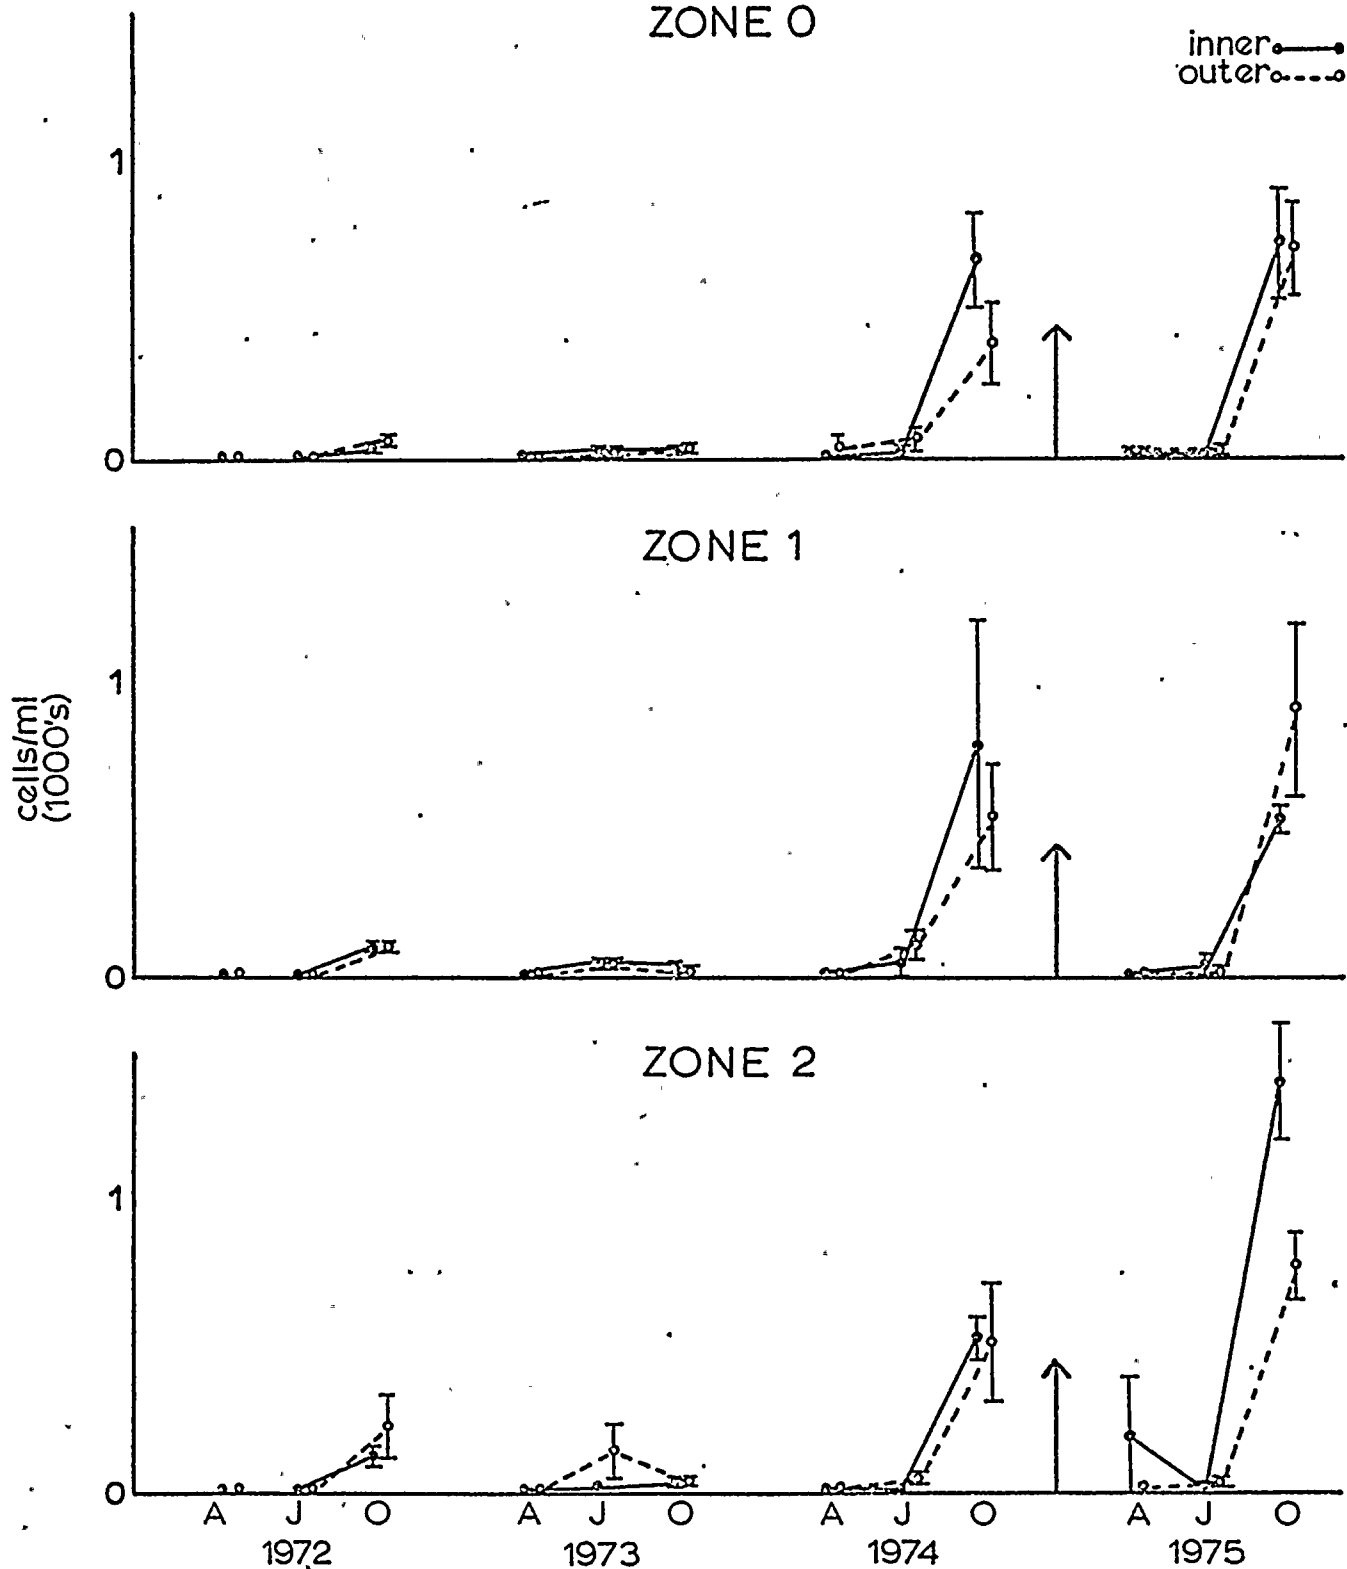 ZONE 0
inner
outer
1
0
ZONE 1
1
cells/ml
(1000's)
0
ZONE 2
1
0
A J O A J O A J O A J O
1972 1973 1974 1975